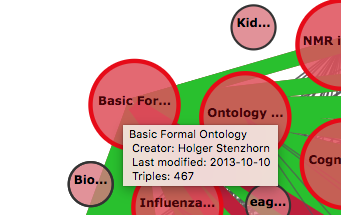 Kid...
NMR i
Basic For...
Ontology ...
Basic Formal Ontology
Creator: Holger Stenzhorn
Last modified: 2013-10-10
Triples: 467
Cogn
Bio...
Influenza...
eag...